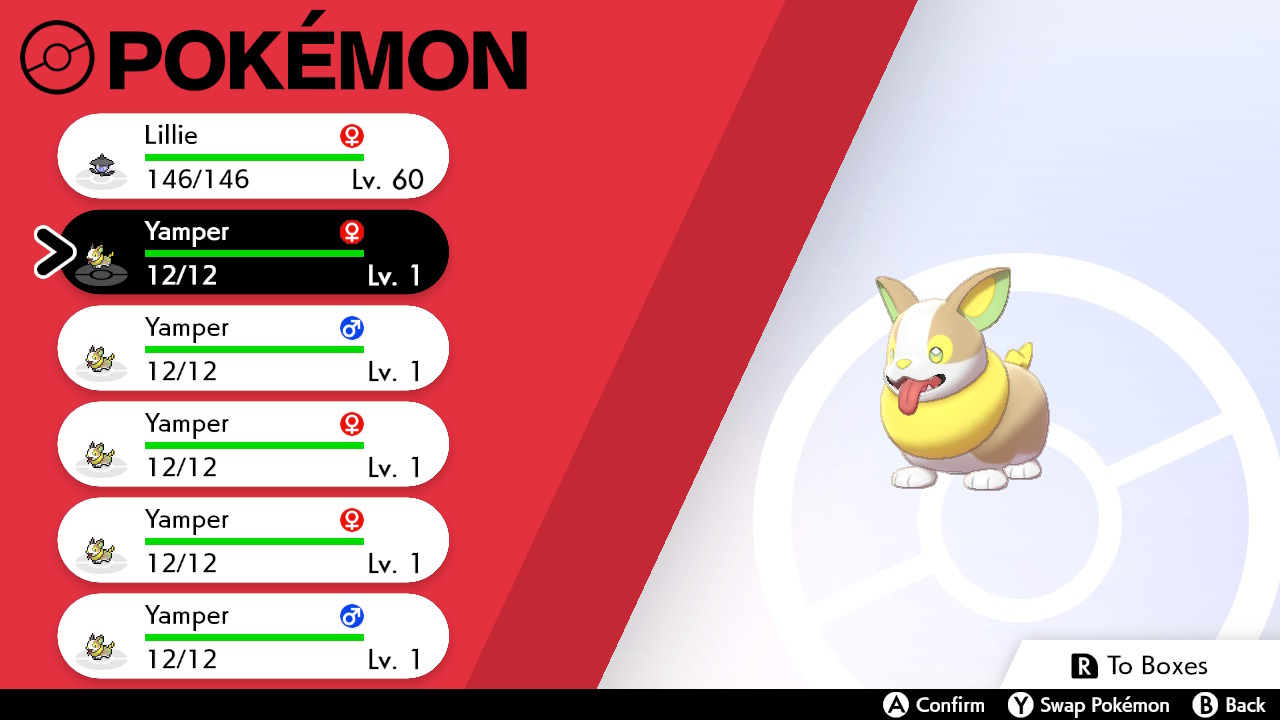 POKÉMON
Lillie ♀
146/146 Lv. 60
Yamper ♀
12/12 Lv. 1
Yamper ♂
12/12 Lv. 1
Yamper ♀
12/12 Lv. 1
Yamper ♀
12/12 Lv. 1
Yamper ♂
12/12 Lv. 1
R To Boxes
A Confirm Y Swap Pokémon B Back